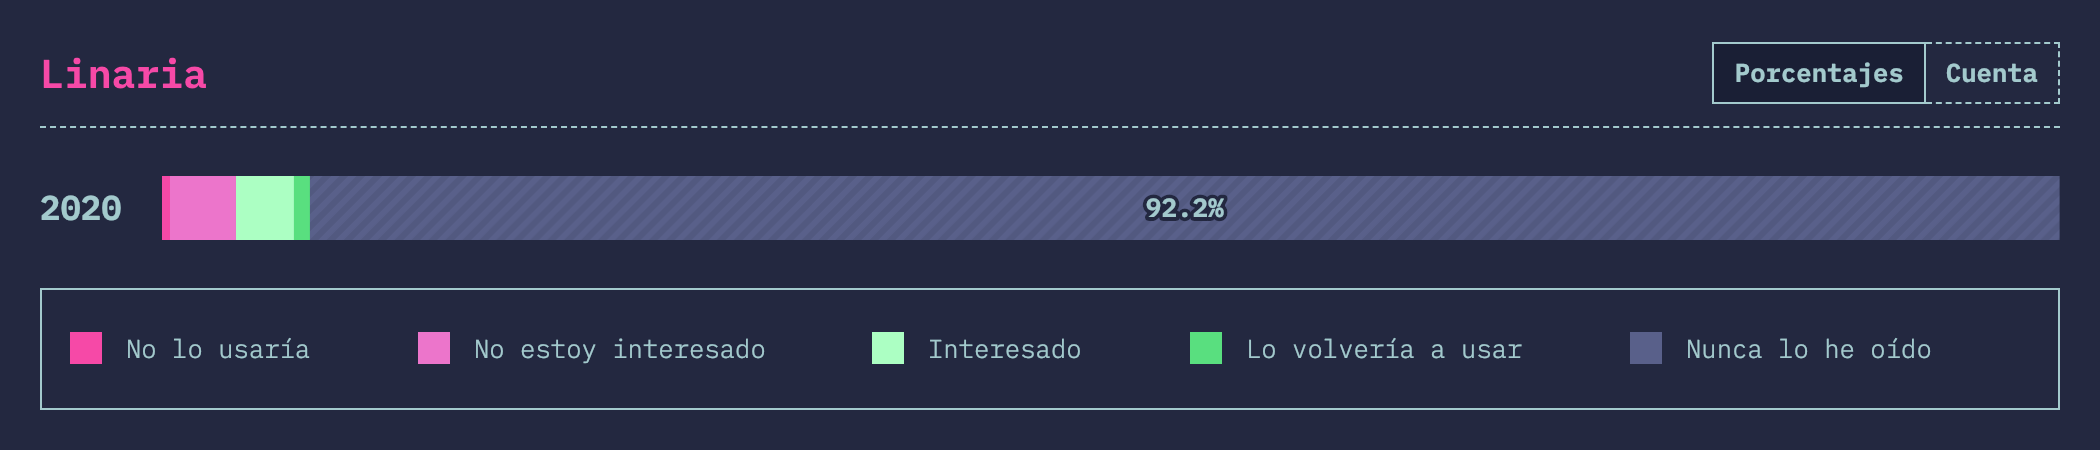 Linaria
Porcentajes Cuenta
2020 92.2%
No lo usaría No estoy interesado Interesado Lo volvería a usar Nunca lo he oído